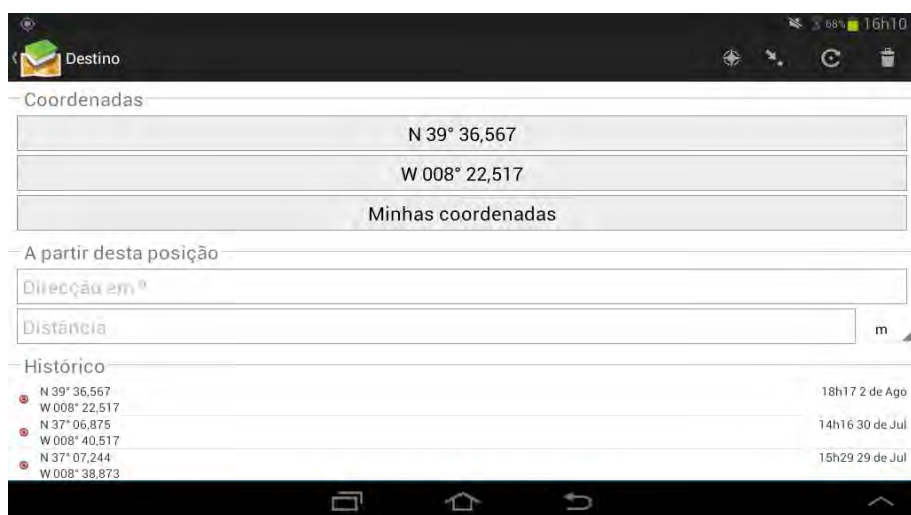 68% 16h10
Destino
Coordenadas
N 39° 36,567
W 008° 22,517
Minhas coordenadas
A partir desta posição
Direcção em º
Distância
m
Histórico
N 39° 36,567
18h17 2 de Ago
W 008° 22,517
N 37° 06,875
14h16 30 de Jul
W 008° 40,517
N 37° 07,244
15h29 29 de Jul
W 008° 38,873